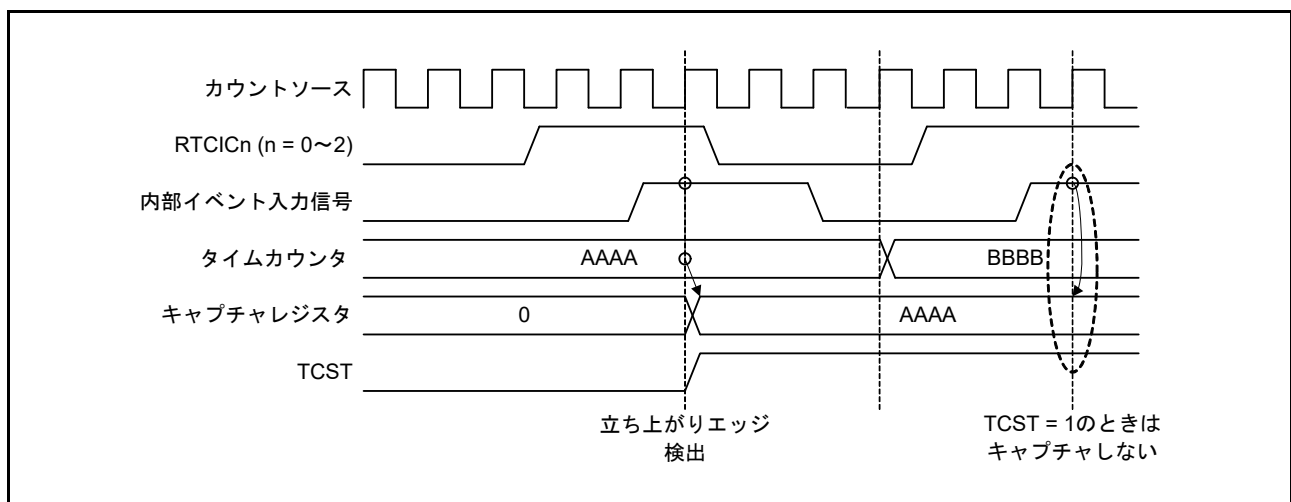 カウントソース
RTCICn (n = 0～2)
内部イベント入力信号
タイムカウンタ
AAAA
BBBB
キャプチャレジスタ
0
AAAA
TCST
立ち上がりエッジ
検出
TCST = 1のときは
キャプチャしない